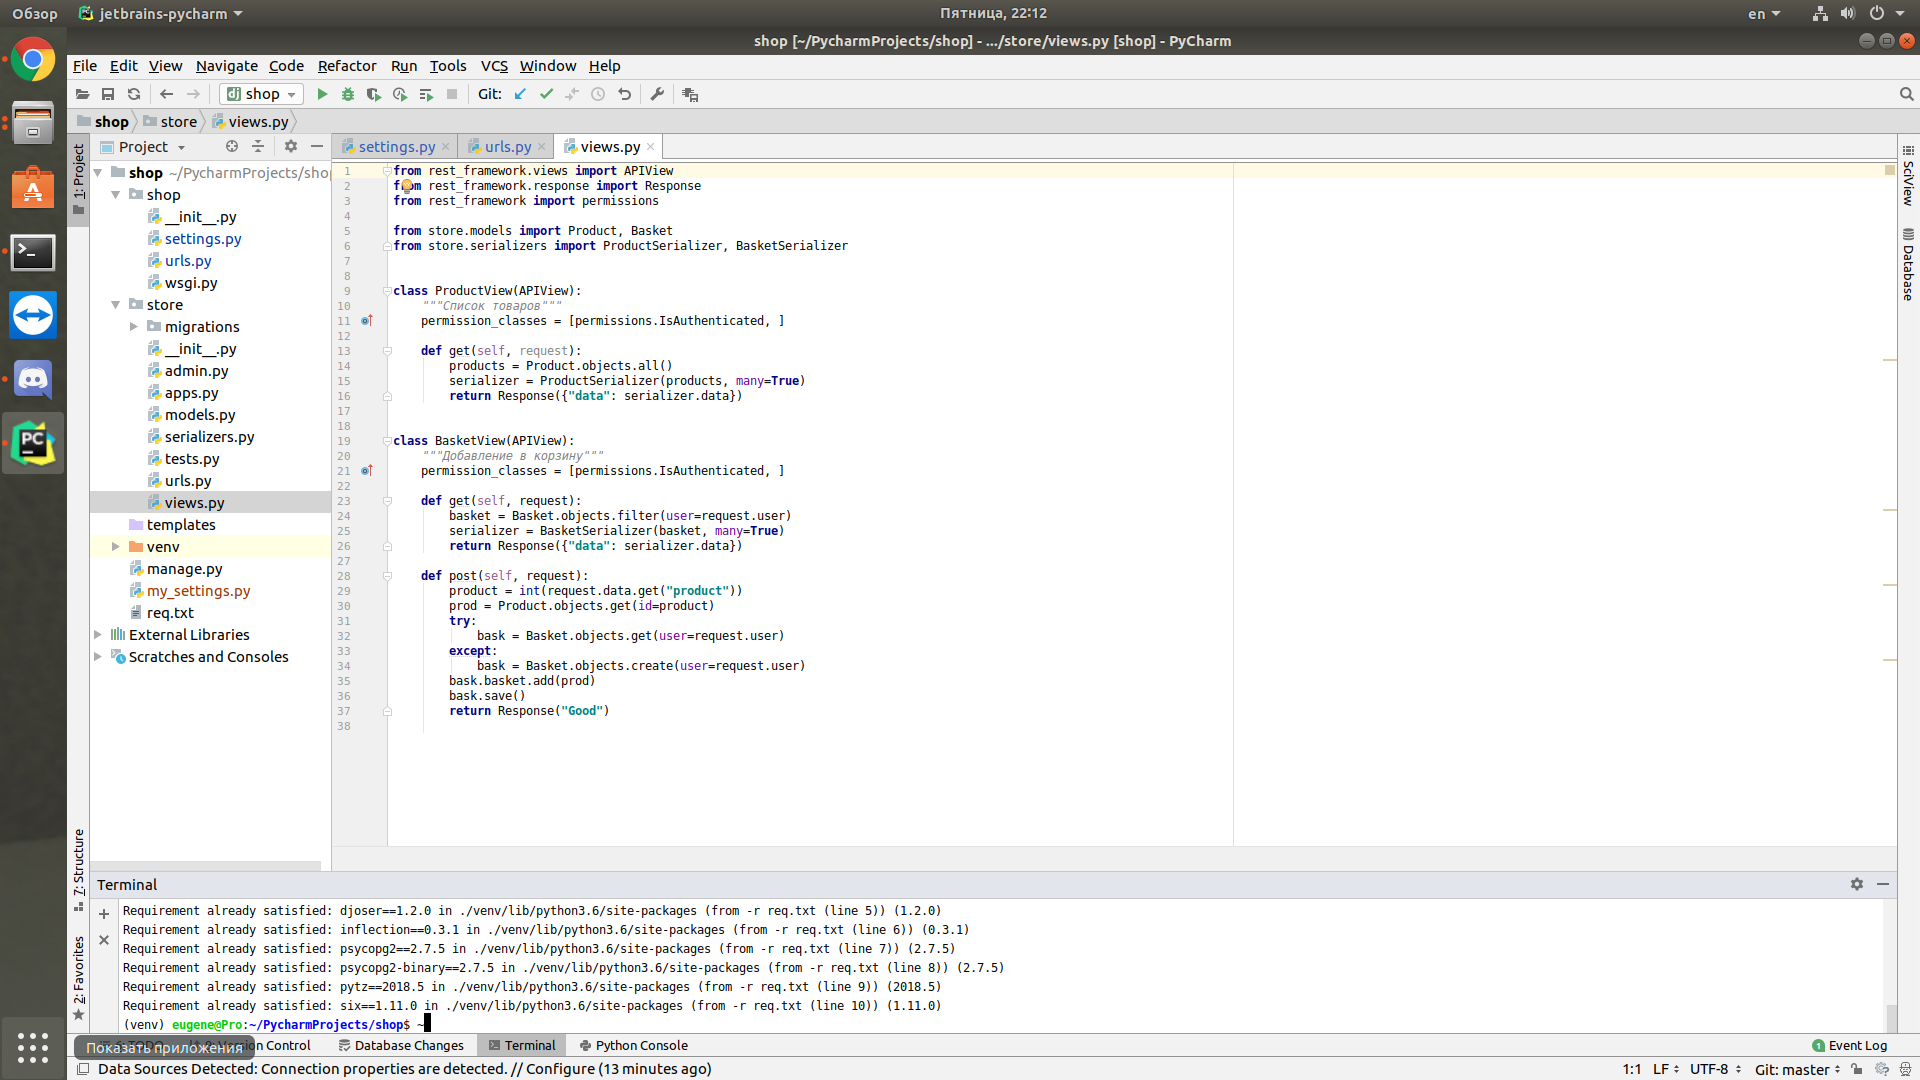 Обзор
jetbrains-pycharm
Пятница, 22:12
en
shop [~/PycharmProjects/shop] - .../store/views.py [shop] - PyCharm
File Edit View Navigate Code Refactor Run Tools VCS Window Help
shop
Git:
shop store views.py
1: Project
Project
settings.py urls.py views.py
shop ~/PycharmProjects/shop
shop
__init__.py
settings.py
urls.py
wsgi.py
store
migrations
__init__.py
admin.py
apps.py
models.py
serializers.py
tests.py
urls.py
views.py
templates
venv
manage.py
my_settings.py
req.txt
External Libraries
Scratches and Consoles
1 from rest_framework.views import APIView
2 from rest_framework.response import Response
3 from rest_framework import permissions
4
5 from store.models import Product, Basket
6 from store.serializers import ProductSerializer, BasketSerializer
7
8
9 class ProductView(APIView):
10 """Список товаров"""
11 permission_classes = [permissions.IsAuthenticated, ]
12
13 def get(self, request):
14 products = Product.objects.all()
15 serializer = ProductSerializer(products, many=True)
16 return Response({"data": serializer.data})
17
18
19 class BasketView(APIView):
20 """Добавление в корзину"""
21 permission_classes = [permissions.IsAuthenticated, ]
22
23 def get(self, request):
24 basket = Basket.objects.filter(user=request.user)
25 serializer = BasketSerializer(basket, many=True)
26 return Response({"data": serializer.data})
27
28 def post(self, request):
29 product = int(request.data.get("product"))
30 prod = Product.objects.get(id=product)
31 try:
32 bask = Basket.objects.get(user=request.user)
33 except:
34 bask = Basket.objects.create(user=request.user)
35 bask.basket.add(prod)
36 bask.save()
37 return Response("Good")
38
SciView
Database
7: Structure
2: Favorites
Terminal
Requirement already satisfied: djoser==1.2.0 in ./venv/lib/python3.6/site-packages (from -r req.txt (line 5)) (1.2.0)
Requirement already satisfied: inflection==0.3.1 in ./venv/lib/python3.6/site-packages (from -r req.txt (line 6)) (0.3.1)
Requirement already satisfied: psycopg2==2.7.5 in ./venv/lib/python3.6/site-packages (from -r req.txt (line 7)) (2.7.5)
Requirement already satisfied: psycopg2-binary==2.7.5 in ./venv/lib/python3.6/site-packages (from -r req.txt (line 8)) (2.7.5)
Requirement already satisfied: pytz==2018.5 in ./venv/lib/python3.6/site-packages (from -r req.txt (line 9)) (2018.5)
Requirement already satisfied: six==1.11.0 in ./venv/lib/python3.6/site-packages (from -r req.txt (line 10)) (1.11.0)
(venv) eugene@Pro:~/PycharmProjects/shop$ ~
Показать приложения
Control Database Changes Terminal Python Console
1 Event Log
Data Sources Detected: Connection properties are detected. // Configure (13 minutes ago)
1:1 LF UTF-8 Git: master